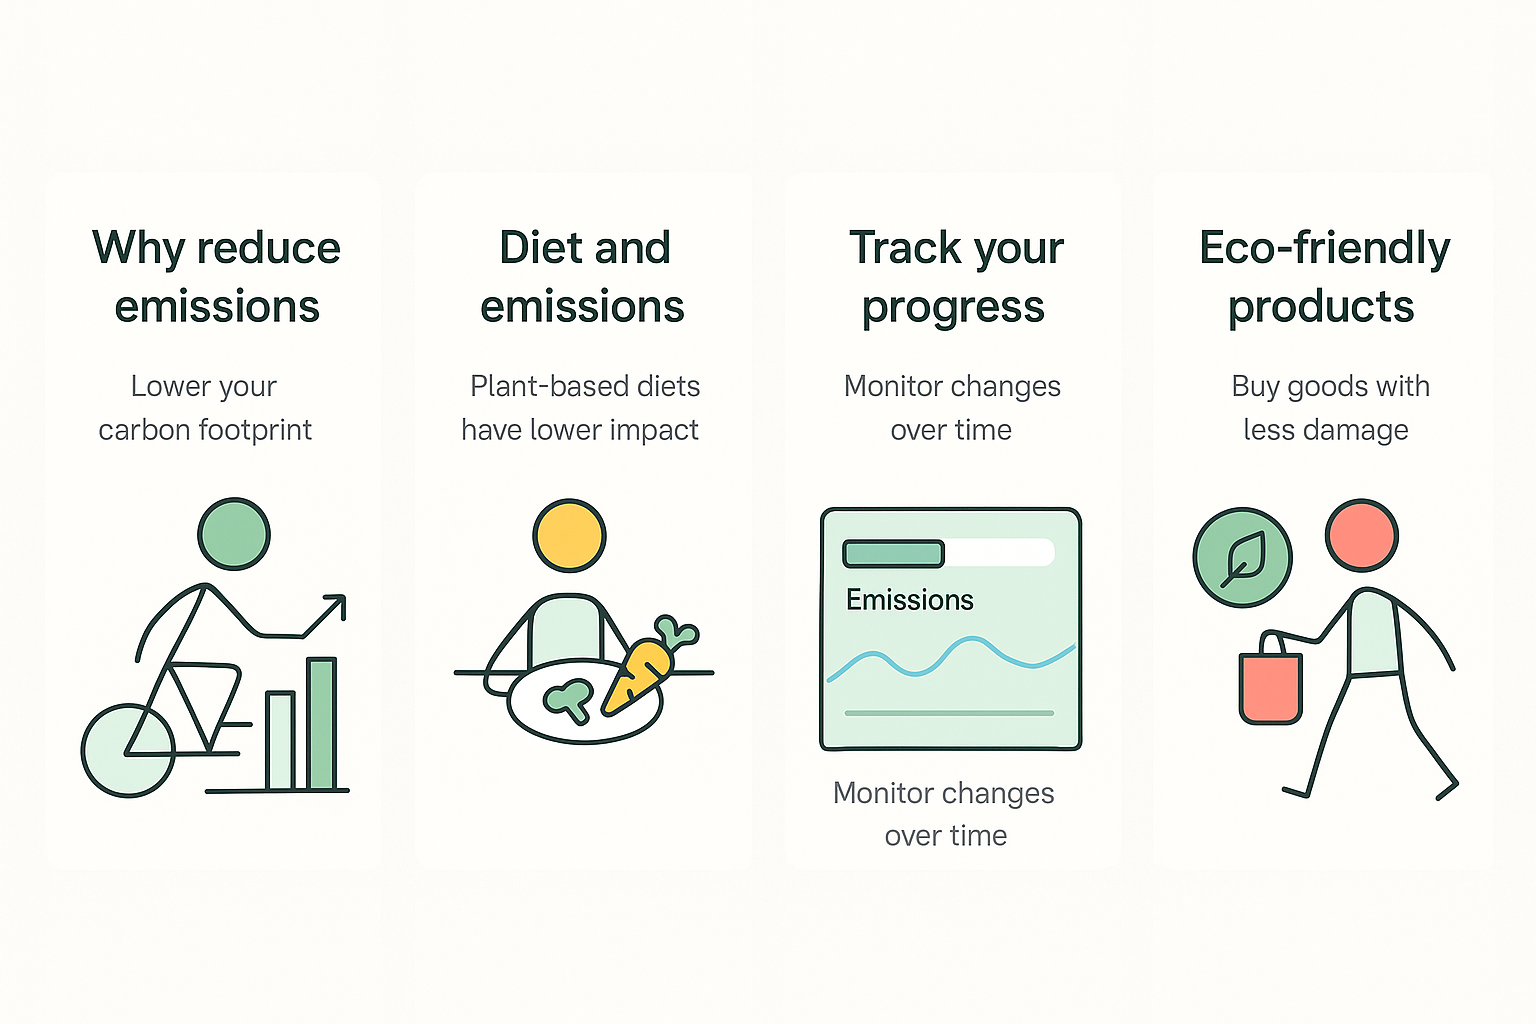 Why reduce
emissions
Lower your
carbon footprint
Diet and
emissions
Plant-based diets
have lower impact
Track your
progress
Monitor changes
over time
Emissions
Monitor changes
over time
Eco-friendly
products
Buy goods with
less damage